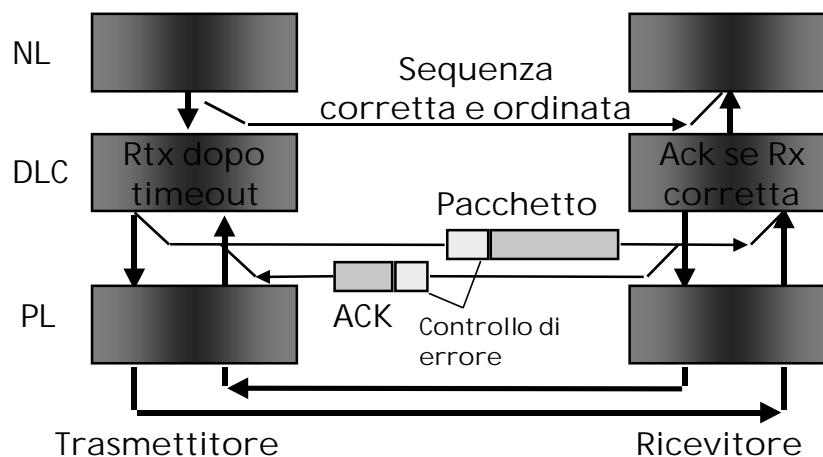 NL
Sequenza
corretta e ordinata
DLC
Rtx dopo
timeout
Ack se Rx
corretta
Pacchetto
PL
ACK
Controllo di
errore
Trasmettitore
Ricevitore